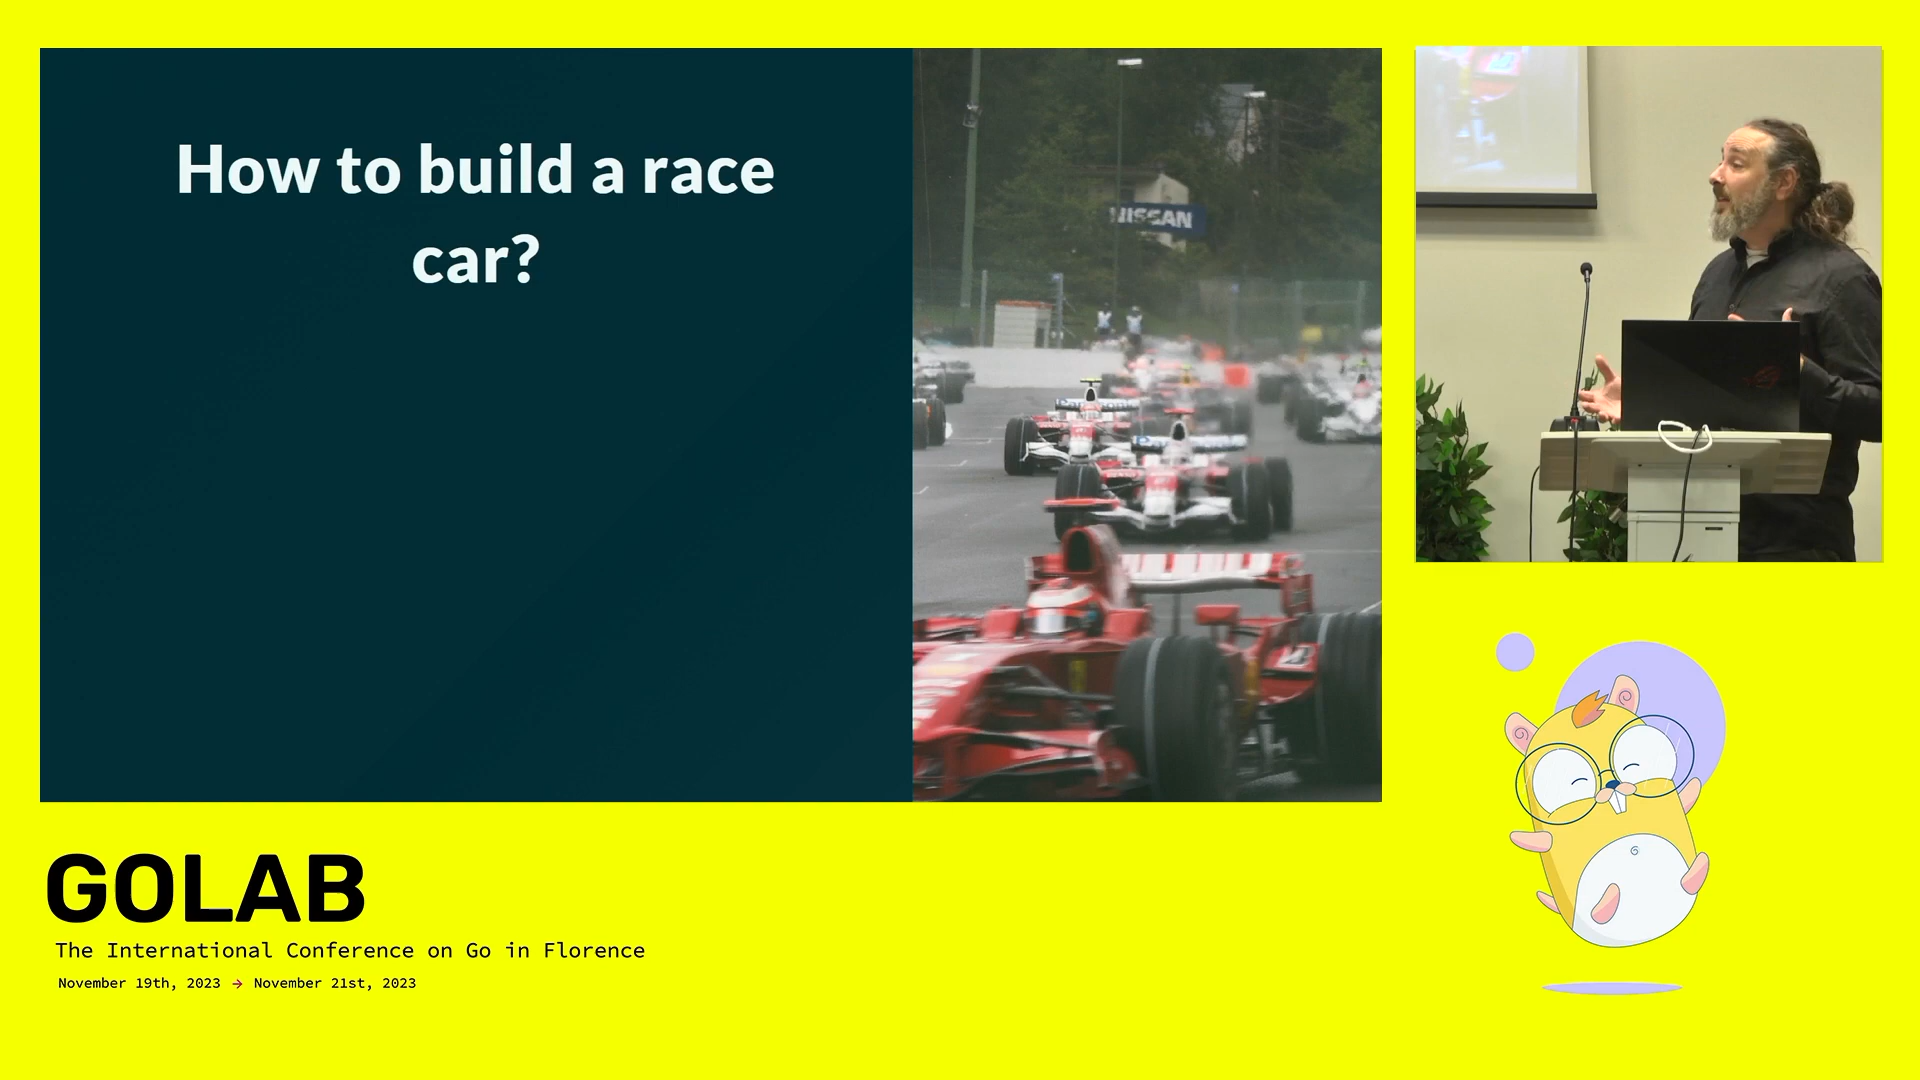 How to build a race
car?
NISSAN
GOLAB
The International Conference on Go in Florence
November 19th, 2023 → November 21st, 2023